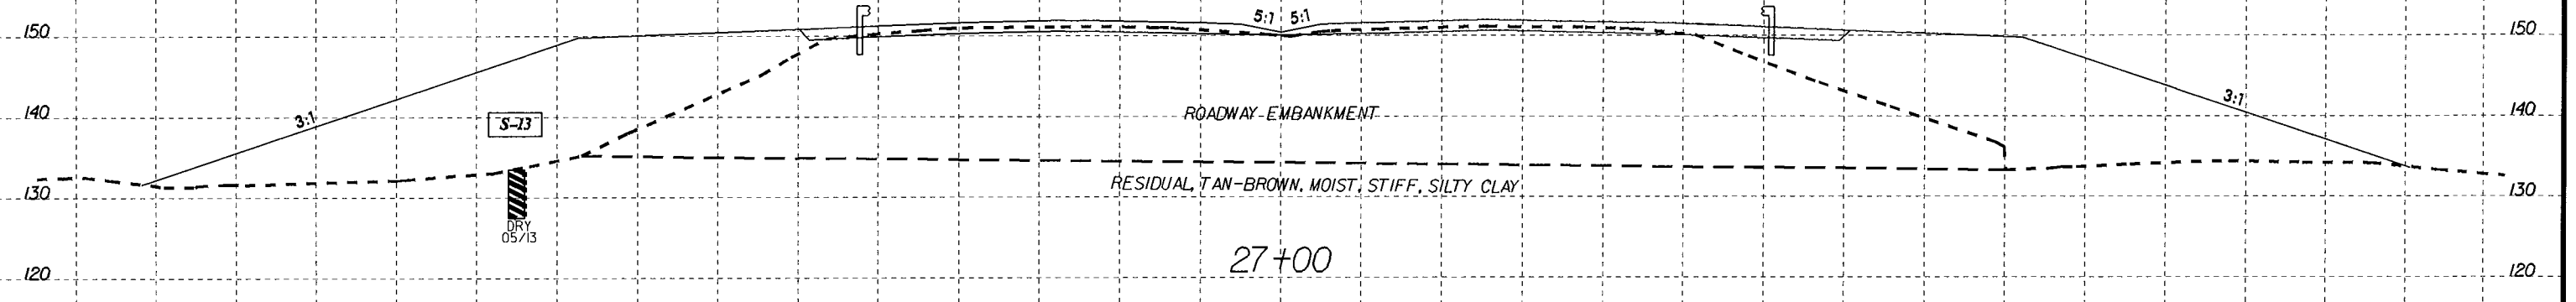 5:1 5:1
150 150
140 3:1 S-13 ROADWAY EMBANKMENT 3:1 140
130 RESIDUAL, TAN-BROWN, MOIST, STIFF, SILTY CLAY 130
DRY
05/13
27+00
120 120